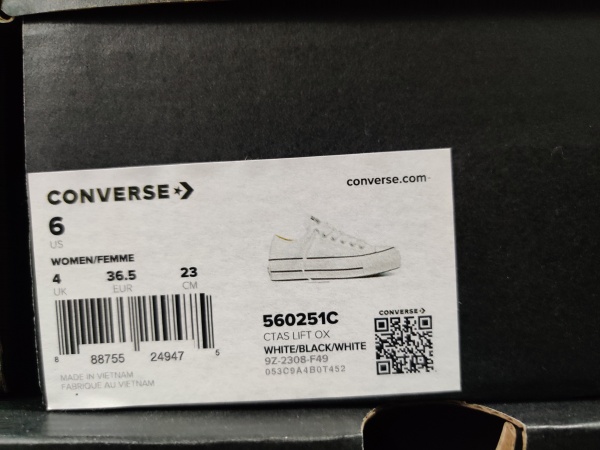 CONVERSE
converse.com
6
US
WOMEN/FEMME
4 36.5 23
UK EUR CM
8 88755 24947 5
MADE IN VIETNAM
FABRIQUE AU VIETNAM
560251C
CTAS LIFT OX
WHITE/BLACK/WHITE
9Z-2308-F49
053C9A4B0T452
CONVERSE